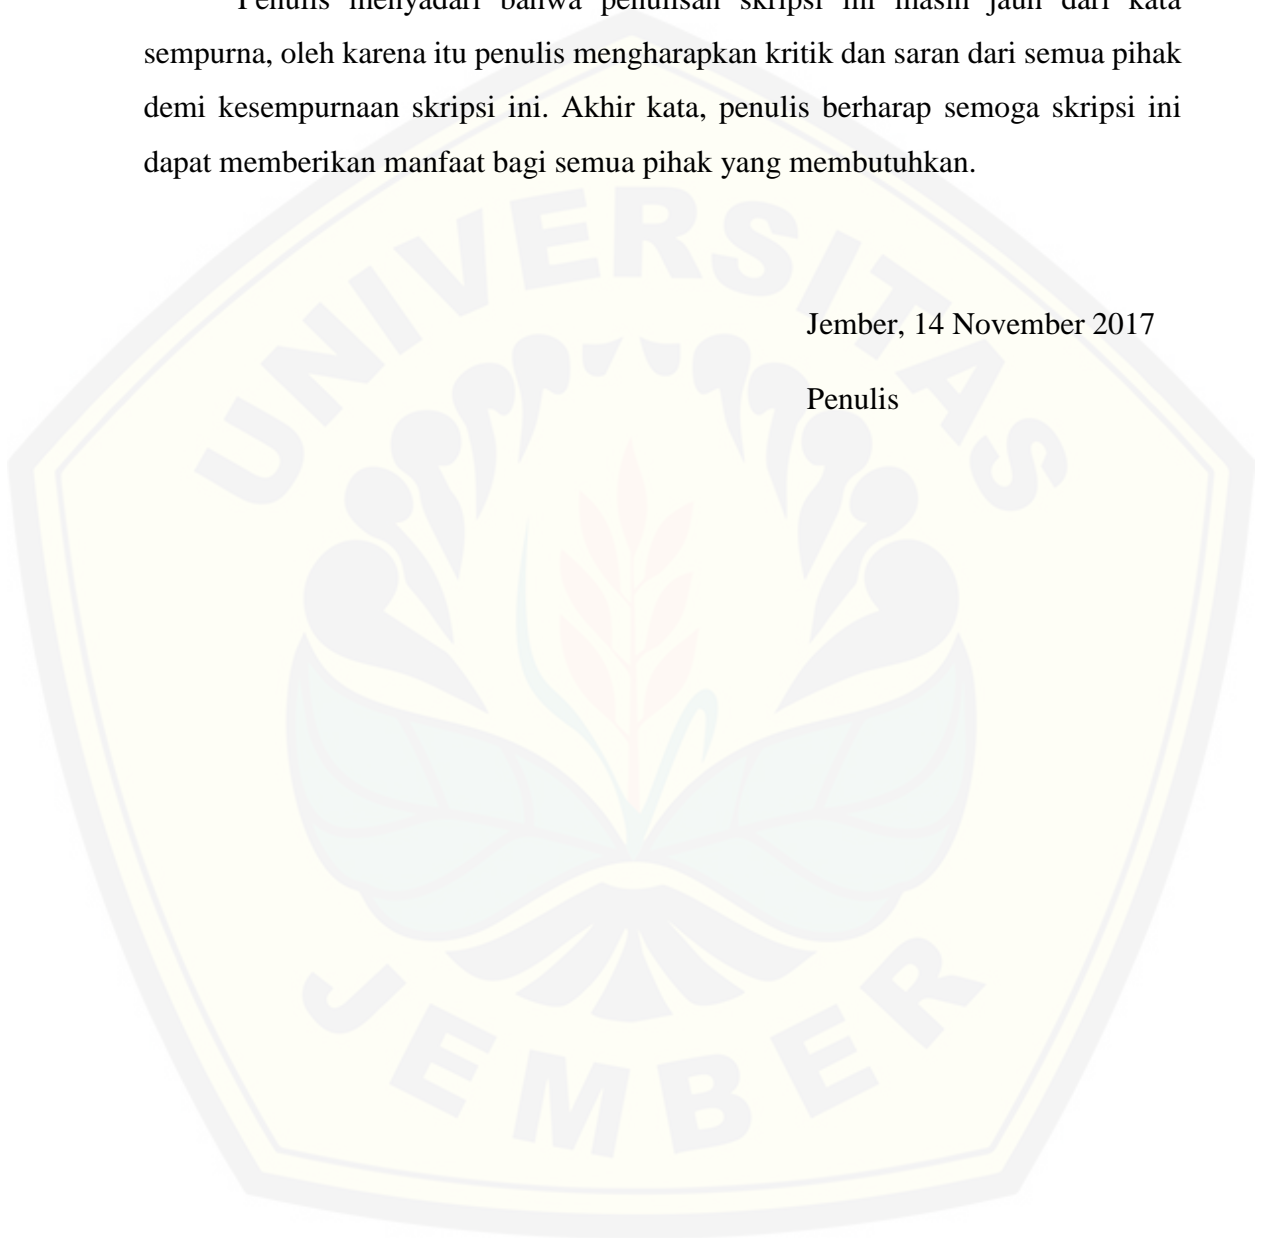 Penulis menyadari bahwa penulisan skripsi ini masih jauh dari kata
sempurna, oleh karena itu penulis mengharapkan kritik dan saran dari semua pihak
demi kesempurnaan skripsi ini. Akhir kata, penulis berharap semoga skripsi ini
dapat memberikan manfaat bagi semua pihak yang membutuhkan.
UNIVERSITAS
Jember, 14 November 2017
Penulis
JEMBER